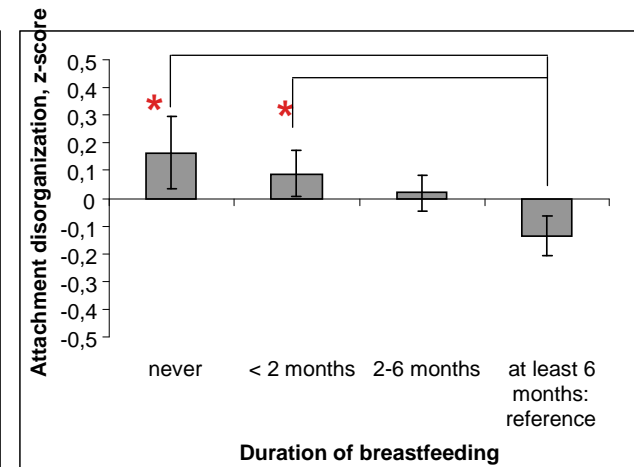 Attachment disorganization, z-score
0,5
0,4
0,3
0,2
0,1
0
-0,1
-0,2
-0,3
-0,4
-0,5
*
*
never
< 2 months
2-6 months
at least 6
months:
reference
Duration of breastfeeding